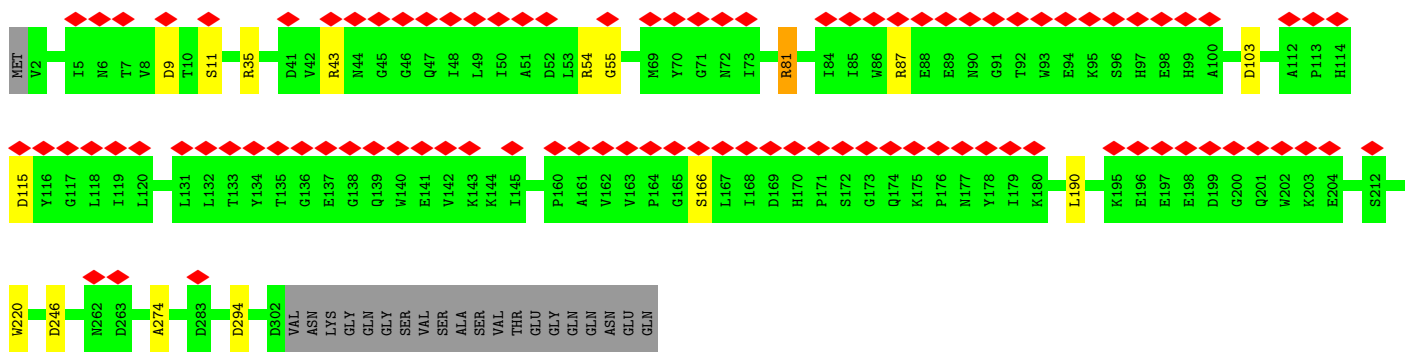 MET V2 I5 N6 T7 V8 D9 T10 S11 R35 D41 V42 R43 N44 G45 G46 Q47 I48 L49 I50 A51 D52 L53 R54 G55 M69 Y70 G71 N72 I73 R81 I84 I85 W86 R87 E88 E89 N90 G91 T92 W93 E94 K95 S96 H97 E98 H99 A100 D103 A112 P113 H114
D115 Y116 G117 L118 I119 L120 L131 L132 T133 Y134 T135 G136 E137 G138 Q139 W140 E141 V142 K143 K144 I145 P160 A161 V162 V163 P164 G165 S166 L167 I168 D169 H170 P171 S172 G173 Q174 K175 P176 N177 Y178 I179 K180 L190 K195 E196 E197 E198 D199 G200 Q201 W202 K203 E204 S212
W220 D246 N262 D263 A274 D283 D294 D302 VAL ASN LYS GLY GLN GLY SER VAL SER ALA SER VAL THR GLU GLY GLN GLN ASN GLU GLN